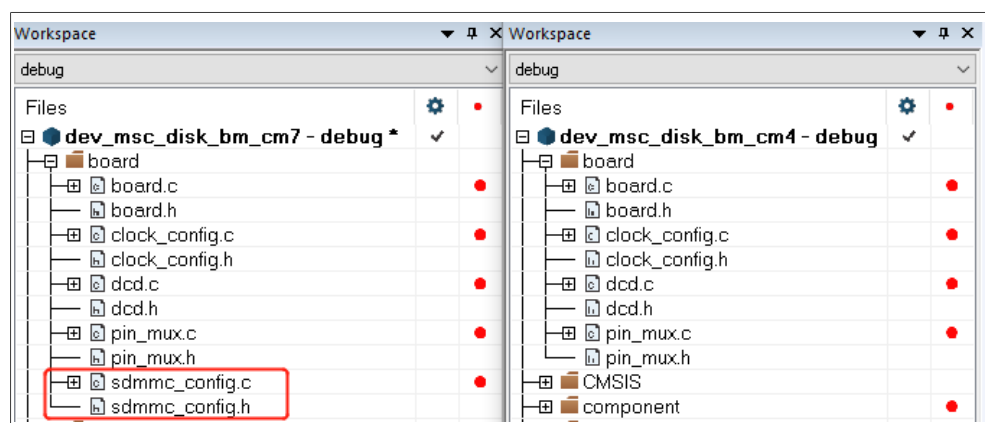 Workspace
debug
Files
dev_msc_disk_bm_cm7 - debug *
board
board.c
board.h
clock_config.c
clock_config.h
dcd.c
dcd.h
pin_mux.c
pin_mux.h
sdmmc_config.c
sdmmc_config.h
Workspace
debug
Files
dev_msc_disk_bm_cm4 - debug
board
board.c
board.h
clock_config.c
clock_config.h
dcd.c
dcd.h
pin_mux.c
pin_mux.h
CMSIS
component